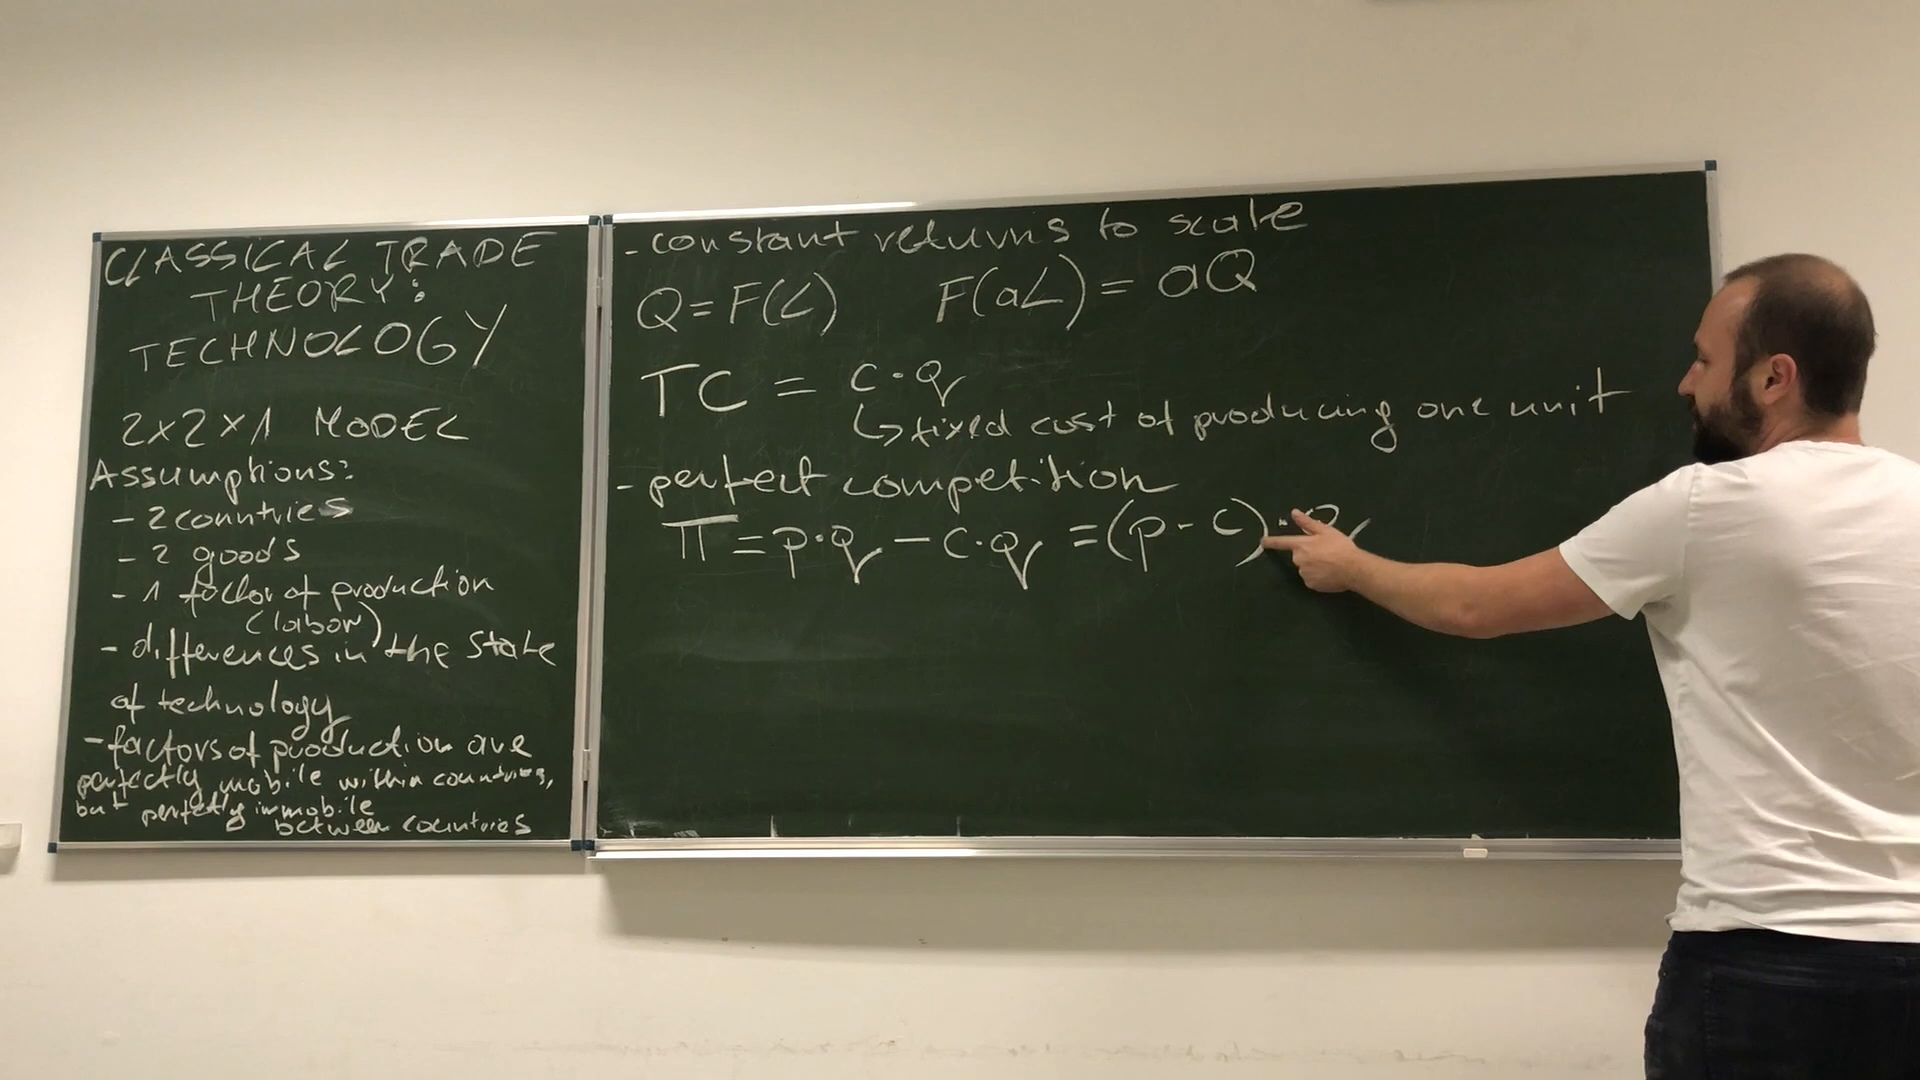 CLASSICAL TRADE
THEORY:
TECHNOLOGY
2x2x1 MODEL
Assumptions:
- 2 countries
- 2 goods
- 1 factor of production
(labor)
- differences in the state
of technology
- factors of production are
perfectly mobile within countries,
but perfectly immobile
between countries
- constant returns to scale
Q = F(L) F(aL) = aQ
TC = c · Q
↳ fixed cost of producing one unit
- perfect competition
π = p·Q - c·Q = (p - c) · Q